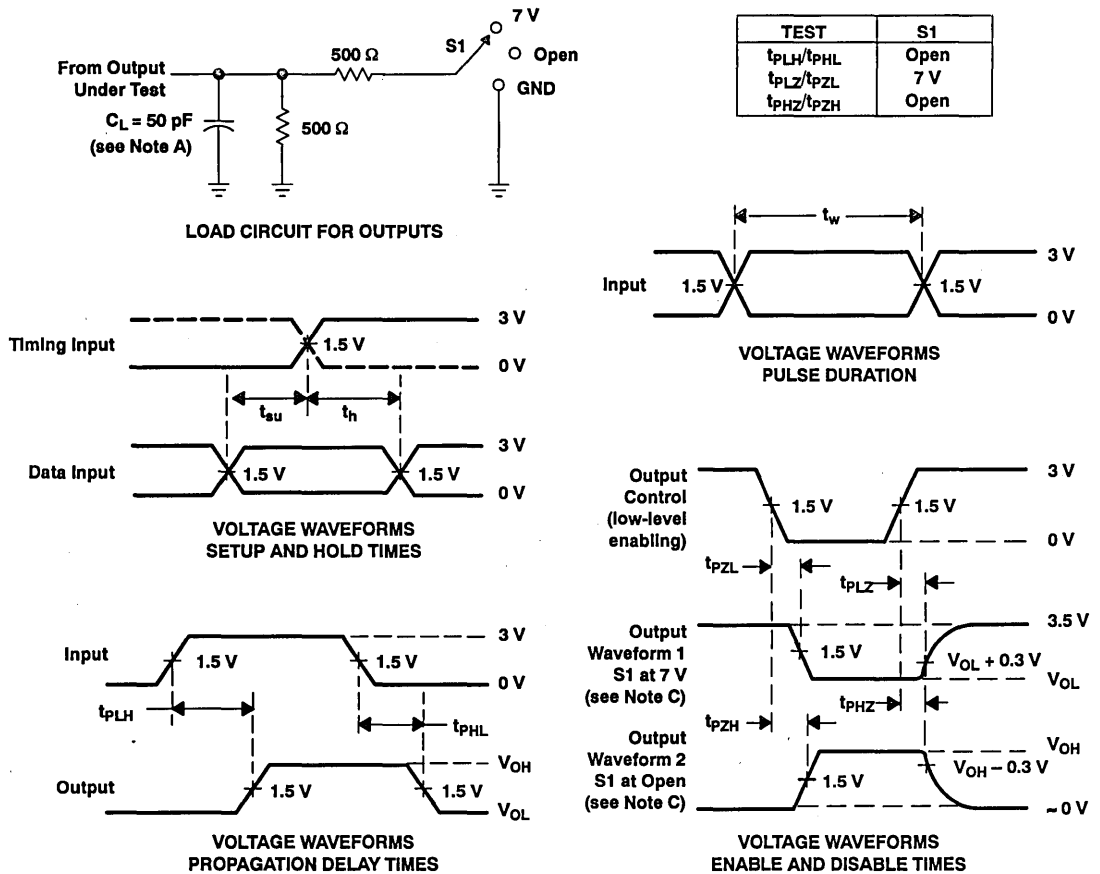 7 V
S1
Open
500 Ω
From Output
Under Test
GND
C_L = 50 pF
(see Note A)
500 Ω
LOAD CIRCUIT FOR OUTPUTS
TEST S1
t_PLH/t_PHL Open
t_PLZ/t_PZL 7 V
t_PHZ/t_PZH Open
t_w
3 V
Input 1.5 V 1.5 V
0 V
VOLTAGE WAVEFORMS
PULSE DURATION
3 V
Timing Input 1.5 V
0 V
t_su t_h
3 V
Data Input 1.5 V 1.5 V
0 V
VOLTAGE WAVEFORMS
SETUP AND HOLD TIMES
3 V
Input 1.5 V 1.5 V
0 V
t_PLH t_PHL
V_OH
Output 1.5 V 1.5 V
V_OL
VOLTAGE WAVEFORMS
PROPAGATION DELAY TIMES
Output
Control
(low-level
enabling)
3 V
1.5 V 1.5 V
0 V
t_PZL t_PLZ
Output
Waveform 1
S1 at 7 V
(see Note C)
3.5 V
1.5 V V_OL + 0.3 V
V_OL
t_PZH t_PHZ
Output
Waveform 2
S1 at Open
(see Note C)
V_OH
1.5 V V_OH – 0.3 V
~ 0 V
VOLTAGE WAVEFORMS
ENABLE AND DISABLE TIMES